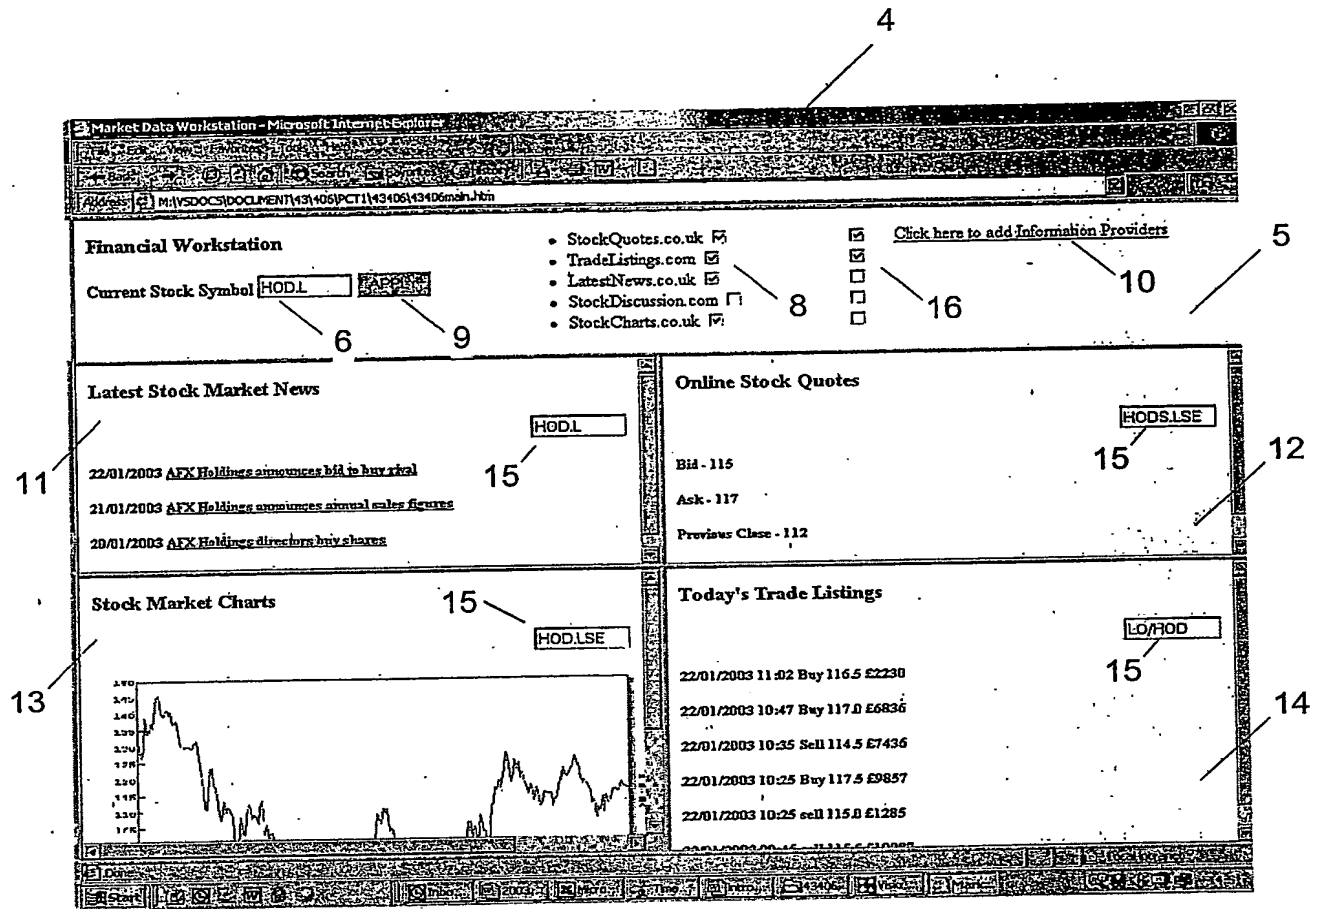 4
Market Data Workstation - Microsoft Internet Explorer
Address M:\VSDOCS\DOCUMENT\43\406\PCT1\43406\43406main.htm
Financial Workstation
Current Stock Symbol HOD.L APPLY
• StockQuotes.co.uk
• TradeListings.com
• LatestNews.co.uk
• StockDiscussion.com
• StockCharts.co.uk
Click here to add Information Providers
5
6
9
8
16
10
Latest Stock Market News
HOD.L
11
15
22/01/2003 AFX Holdings announces bid to buy rival
21/01/2003 AFX Holdings announces annual sales figures
20/01/2003 AFX Holdings directors buy shares
Online Stock Quotes
HODS.LSE
15
12
Bid - 115
Ask - 117
Previous Close - 112
Stock Market Charts
15
HOD.LSE
13
145
140
120
115
Today's Trade Listings
LO/HOD
15
14
22/01/2003 11:02 Buy 116.5 £2230
22/01/2003 10:47 Buy 117.0 £6836
22/01/2003 10:35 Sell 114.5 £7436
22/01/2003 10:25 Buy 117.5 £9857
22/01/2003 10:25 sell 115.0 £1285
Done
Start